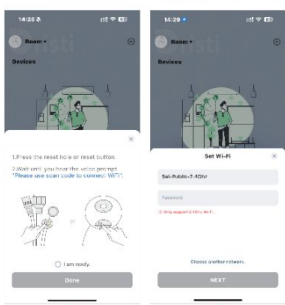 14:28
Room
Devices
1.Press the reset hole or reset button.
2.Wait until you hear the voice prompt
"Please use scan code to connect WiFi".
I am ready.
Done
14:29
Room
Devices
Set Wi-Fi
Password
Only support 2.4GHz Wi-Fi.
Choose another network.
NEXT